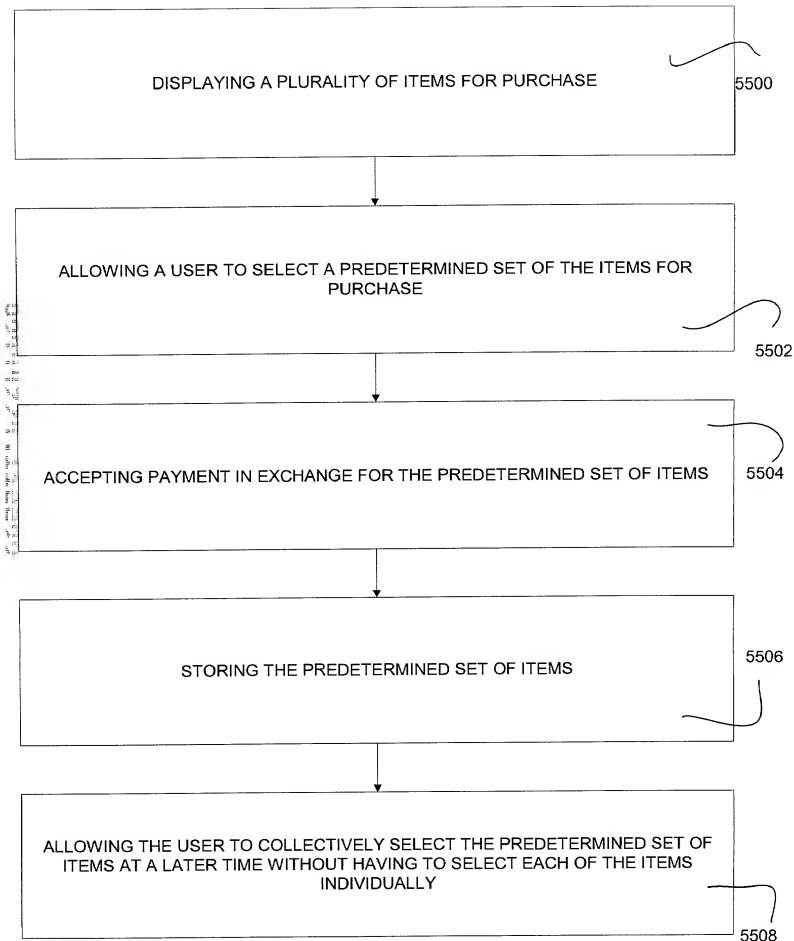 DISPLAYING A PLURALITY OF ITEMS FOR PURCHASE
5500
ALLOWING A USER TO SELECT A PREDETERMINED SET OF THE ITEMS FOR
PURCHASE
5502
ACCEPTING PAYMENT IN EXCHANGE FOR THE PREDETERMINED SET OF ITEMS
5504
STORING THE PREDETERMINED SET OF ITEMS
5506
ALLOWING THE USER TO COLLECTIVELY SELECT THE PREDETERMINED SET OF
ITEMS AT A LATER TIME WITHOUT HAVING TO SELECT EACH OF THE ITEMS
INDIVIDUALLY
5508